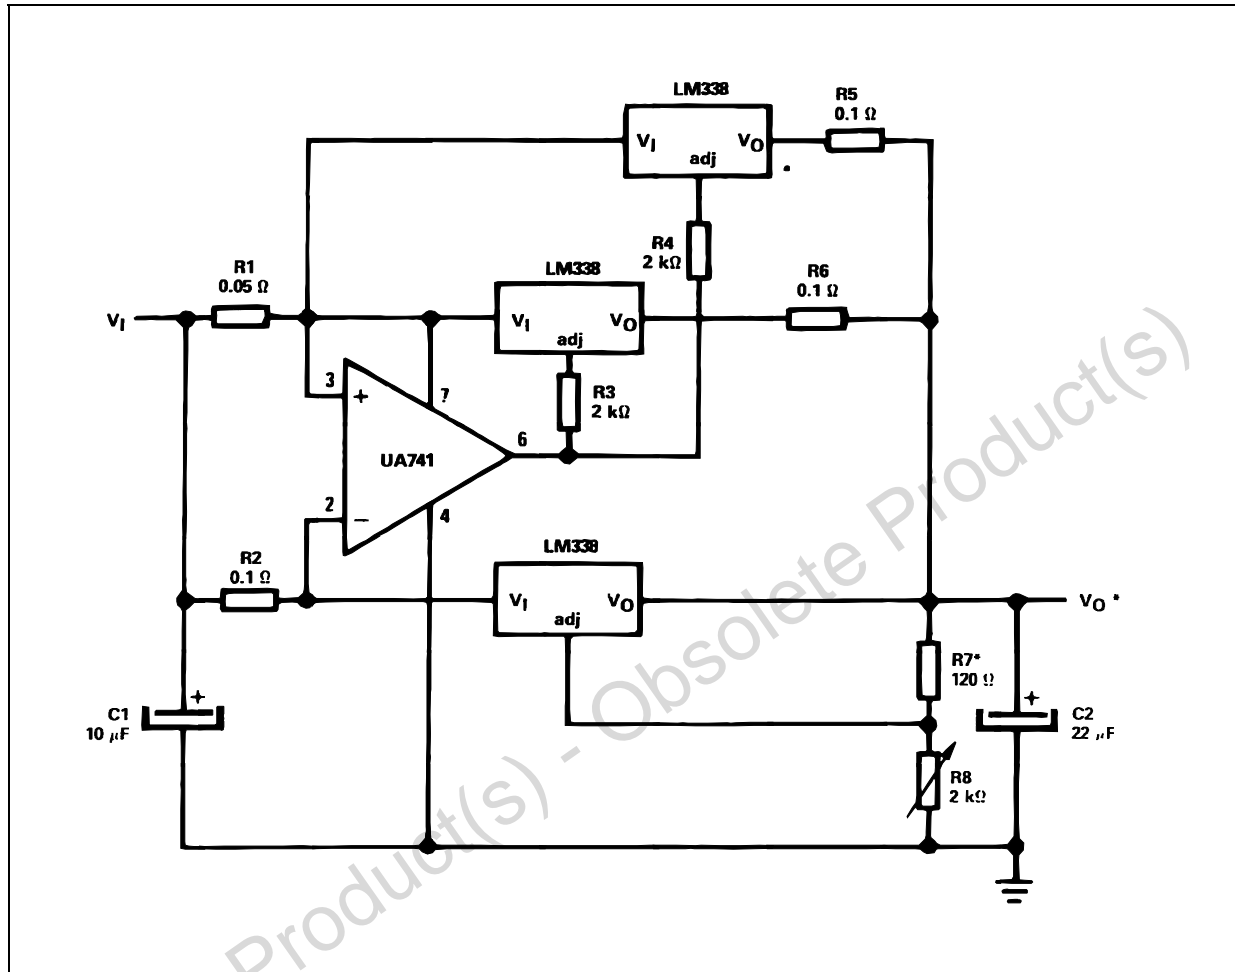 LM338
R5
0.1 Ω
VI
VO
adj
R4
2 kΩ
R1
0.05 Ω
LM338
R6
0.1 Ω
VI
VI
VO
adj
3
+
7
R3
2 kΩ
6
UA741
2
−
4
R2
0.1 Ω
LM338
VI
VO
adj
VO *
R7*
120 Ω
+
C1
10 µF
+
C2
22 µF
R8
2 kΩ
Product(s) - Obsolete Product(s)